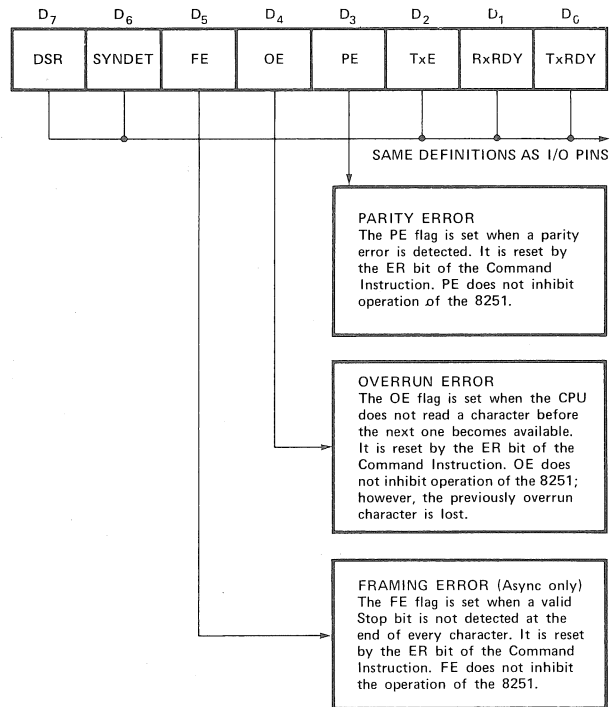 D7 D6 D5 D4 D3 D2 D1 D0
DSR SYNDET FE OE PE TxE RxRDY TxRDY
SAME DEFINITIONS AS I/O PINS
PARITY ERROR
The PE flag is set when a parity
error is detected. It is reset by
the ER bit of the Command
Instruction. PE does not inhibit
operation of the 8251.
OVERRUN ERROR
The OE flag is set when the CPU
does not read a character before
the next one becomes available.
It is reset by the ER bit of the
Command Instruction. OE does
not inhibit operation of the 8251;
however, the previously overrun
character is lost.
FRAMING ERROR (Async only)
The FE flag is set when a valid
Stop bit is not detected at the
end of every character. It is reset
by the ER bit of the Command
Instruction. FE does not inhibit
the operation of the 8251.